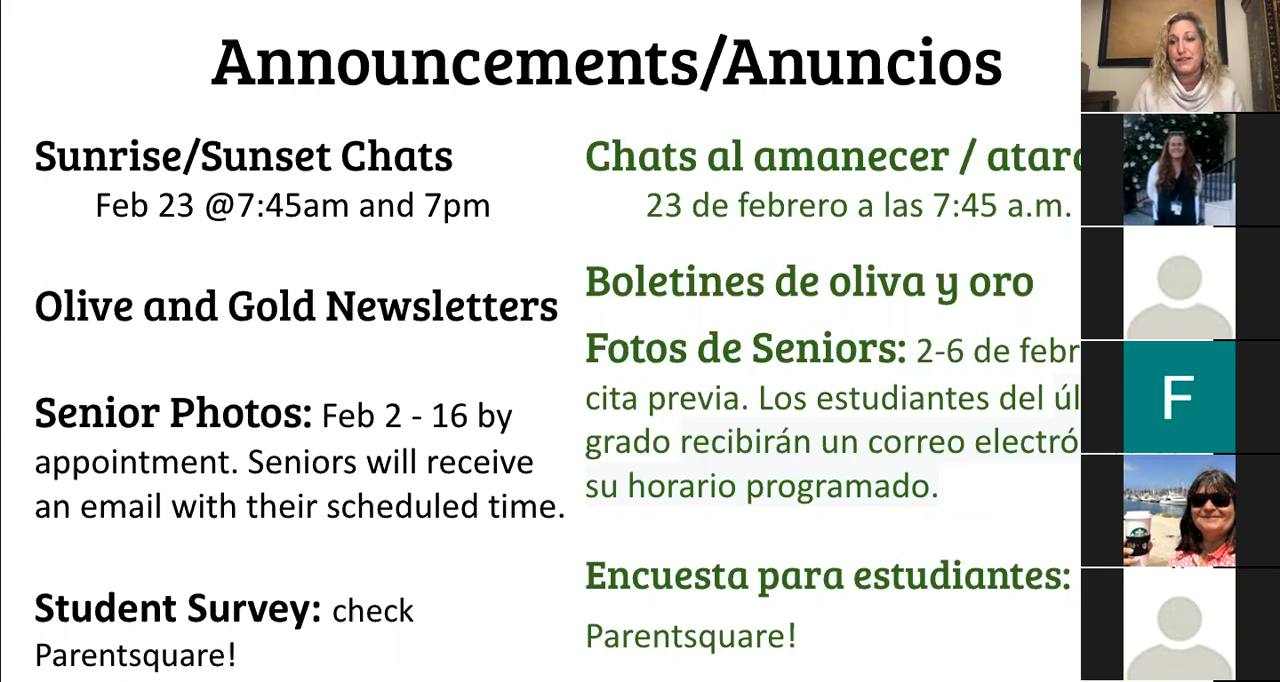 Announcements/Anuncios
Sunrise/Sunset Chats
Feb 23 @7:45am and 7pm
Olive and Gold Newsletters
Senior Photos: Feb 2 - 16 by
appointment. Seniors will receive
an email with their scheduled time.
Student Survey: check
Parentsquare!
Chats al amanecer /
23 de febrero a las 7:45 a.m.
Boletines de oliva y oro
Fotos de Seniors: 2-6 de
cita previa. Los estudiantes del
grado recibirán un correo
su horario programado.
Encuesta para estudiantes:
Parentsquare!
F